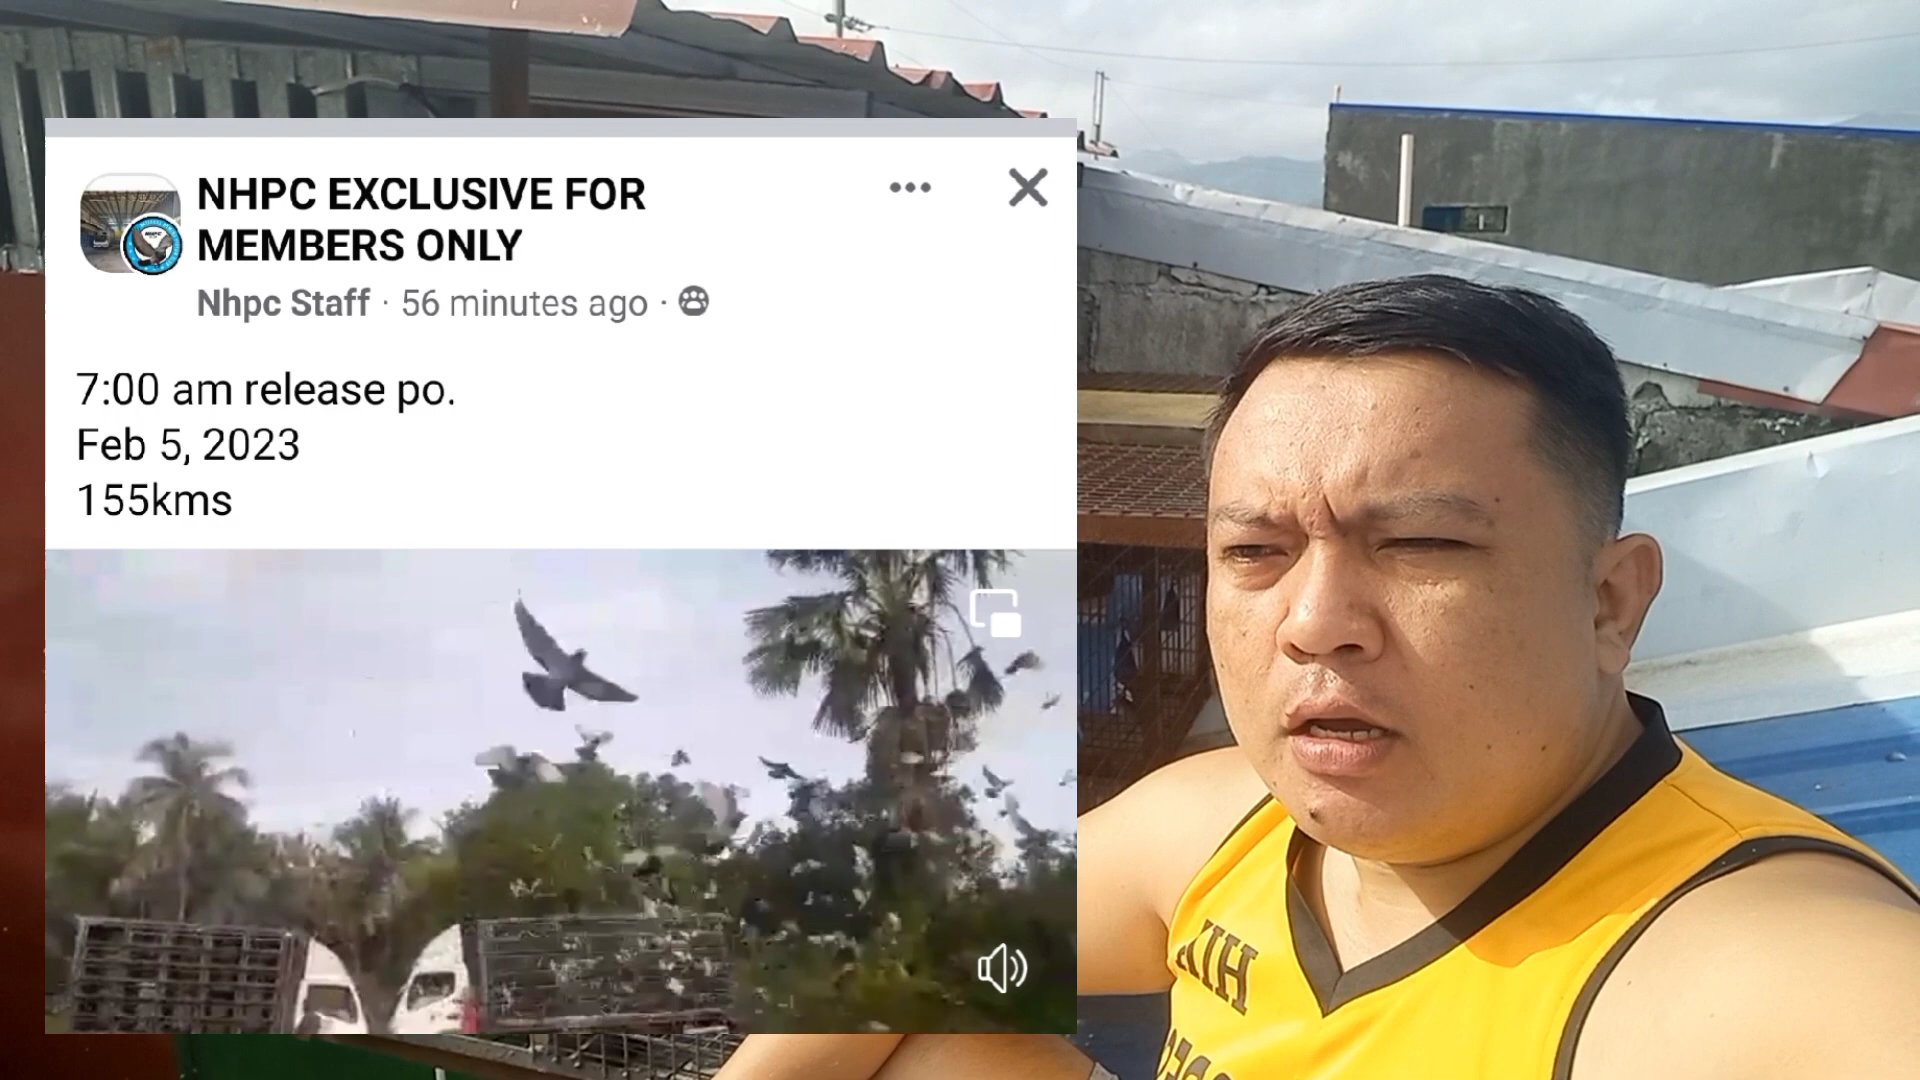 NHPC EXCLUSIVE FOR
MEMBERS ONLY
Nhpc Staff · 56 minutes ago ·
7:00 am release po.
Feb 5, 2023
155kms